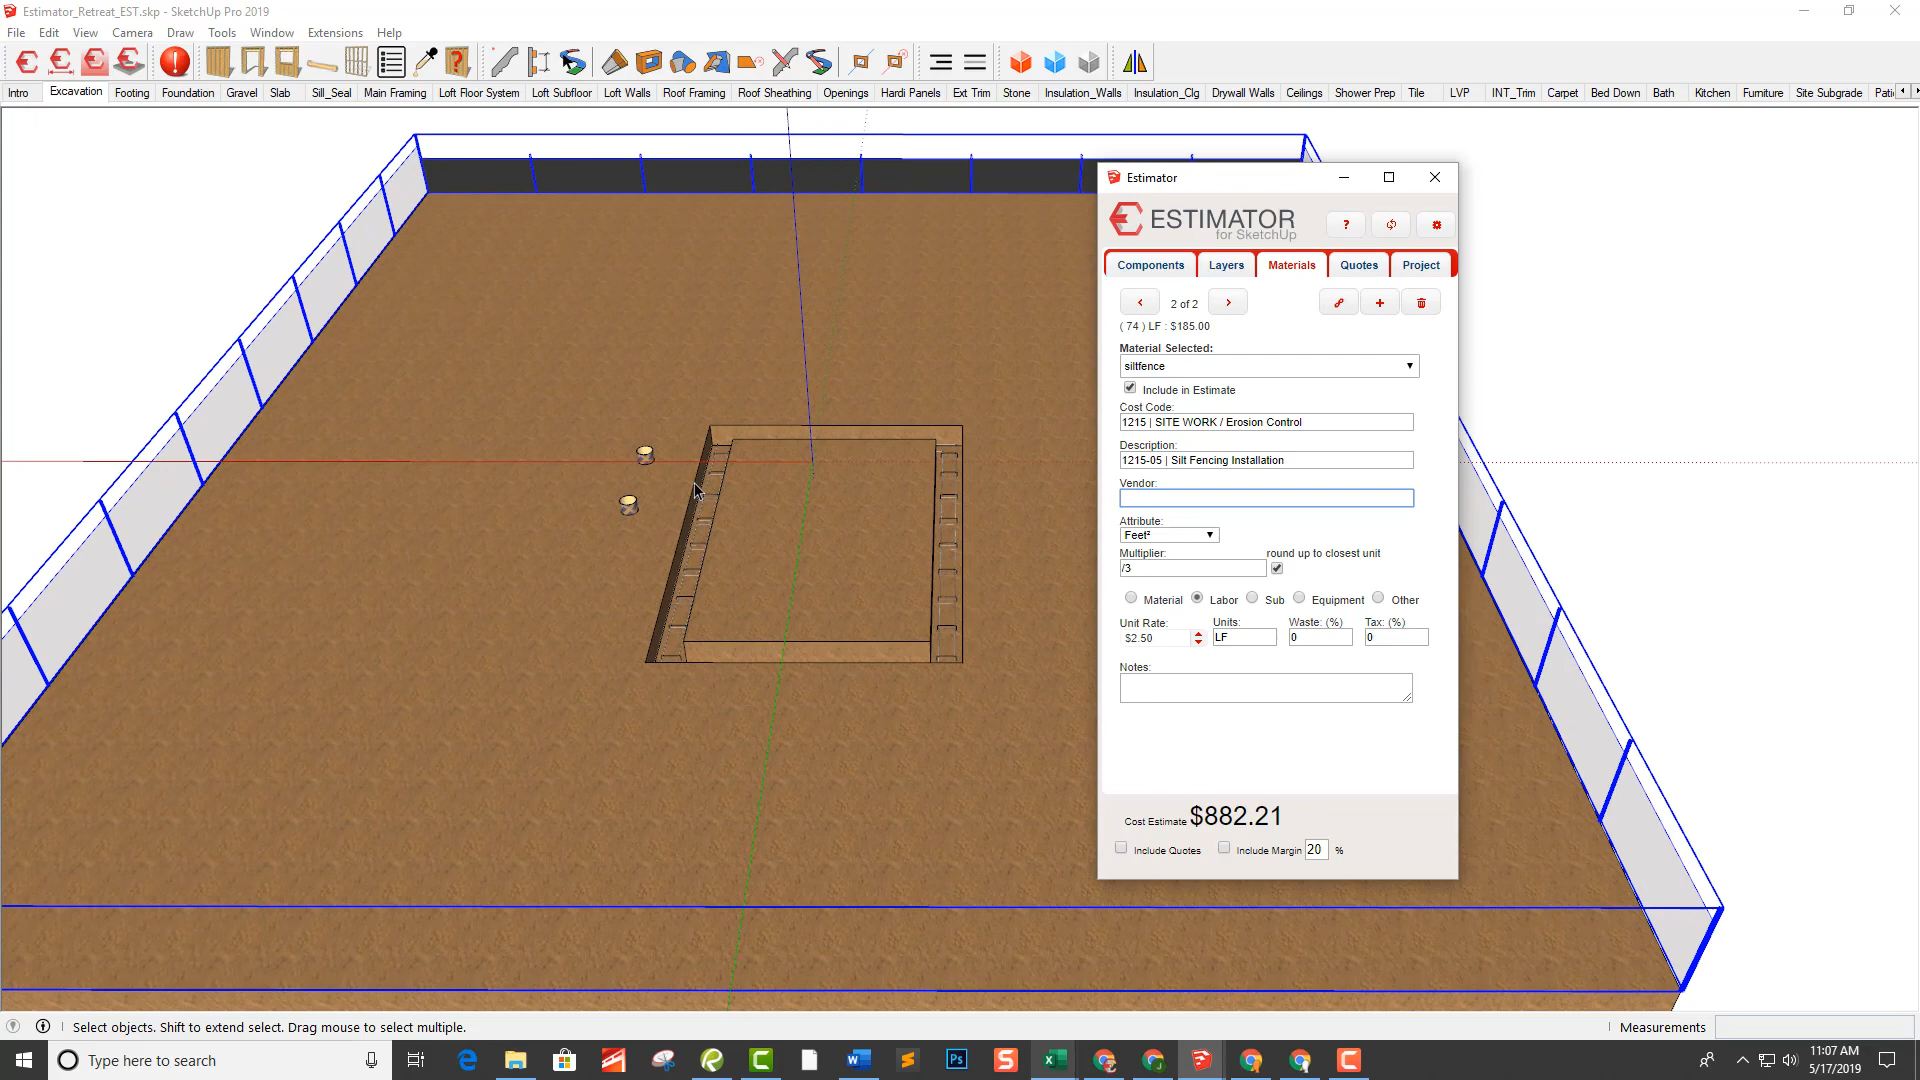 Estimator_Retreat_EST.skp - SketchUp Pro 2019
File Edit View Camera Draw Tools Window Extensions Help
Intro Excavation Footing Foundation Gravel Slab Sill_Seal Main Framing Loft Floor System Loft Subfloor Loft Walls Roof Framing Roof Sheathing Openings Hardi Panels Ext Trim Stone Insulation_Walls Insulation_Clg Drywall Walls Ceilings Shower Prep Tile LVP INT_Trim Carpet Bed Down Bath Kitchen Furniture Site Subgrade Pati
Estimator
ESTIMATOR
for SketchUp
?
Components Layers Materials Quotes Project
< 2 of 2 > +
( 74 ) LF : $185.00
Material Selected:
siltfence
Include in Estimate
Cost Code:
1215 | SITE WORK / Erosion Control
Description:
1215-05 | Silt Fencing Installation
Vendor:
Attribute:
Feet²
Multiplier: round up to closest unit
/3
Material Labor Sub Equipment Other
Unit Rate: Units: Waste: (%) Tax: (%)
$2.50 LF 0 0
Notes:
Cost Estimate $882.21
Include Quotes Include Margin 20 %
Select objects. Shift to extend select. Drag mouse to select multiple.
Measurements
Type here to search
11:07 AM
5/17/2019